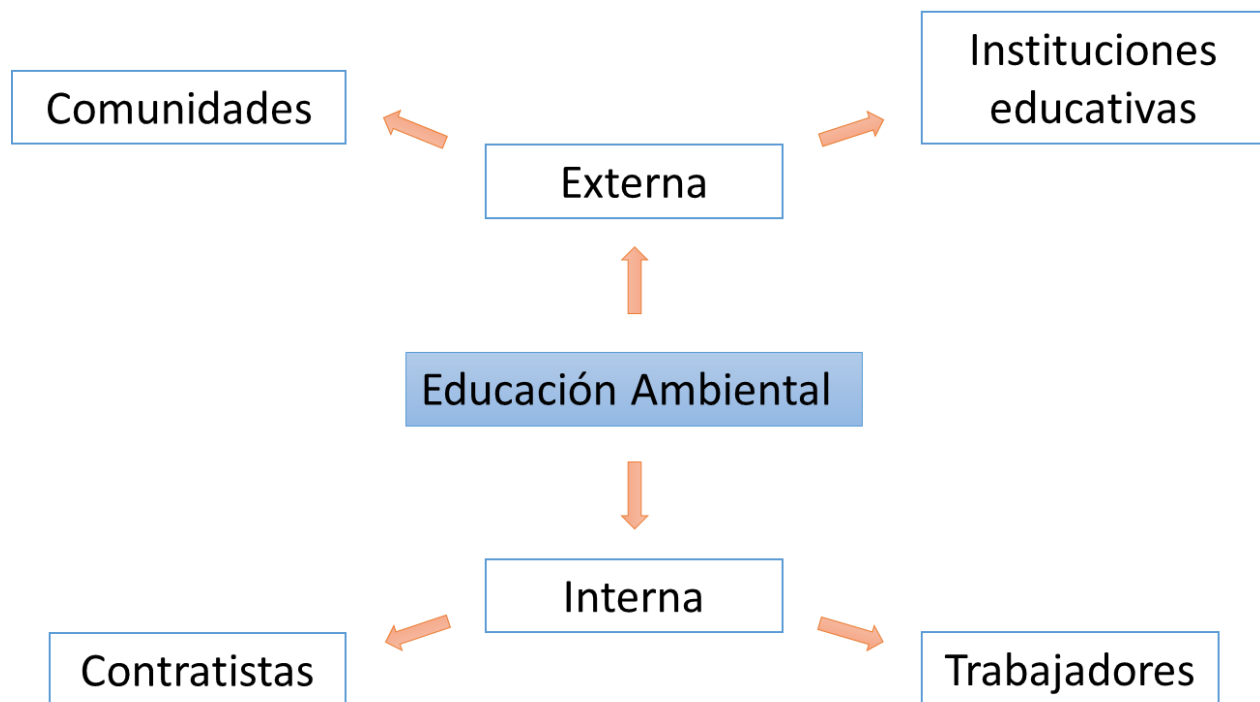 Instituciones
educativas
Comunidades
Externa
Educación Ambiental
Interna
Contratistas
Trabajadores